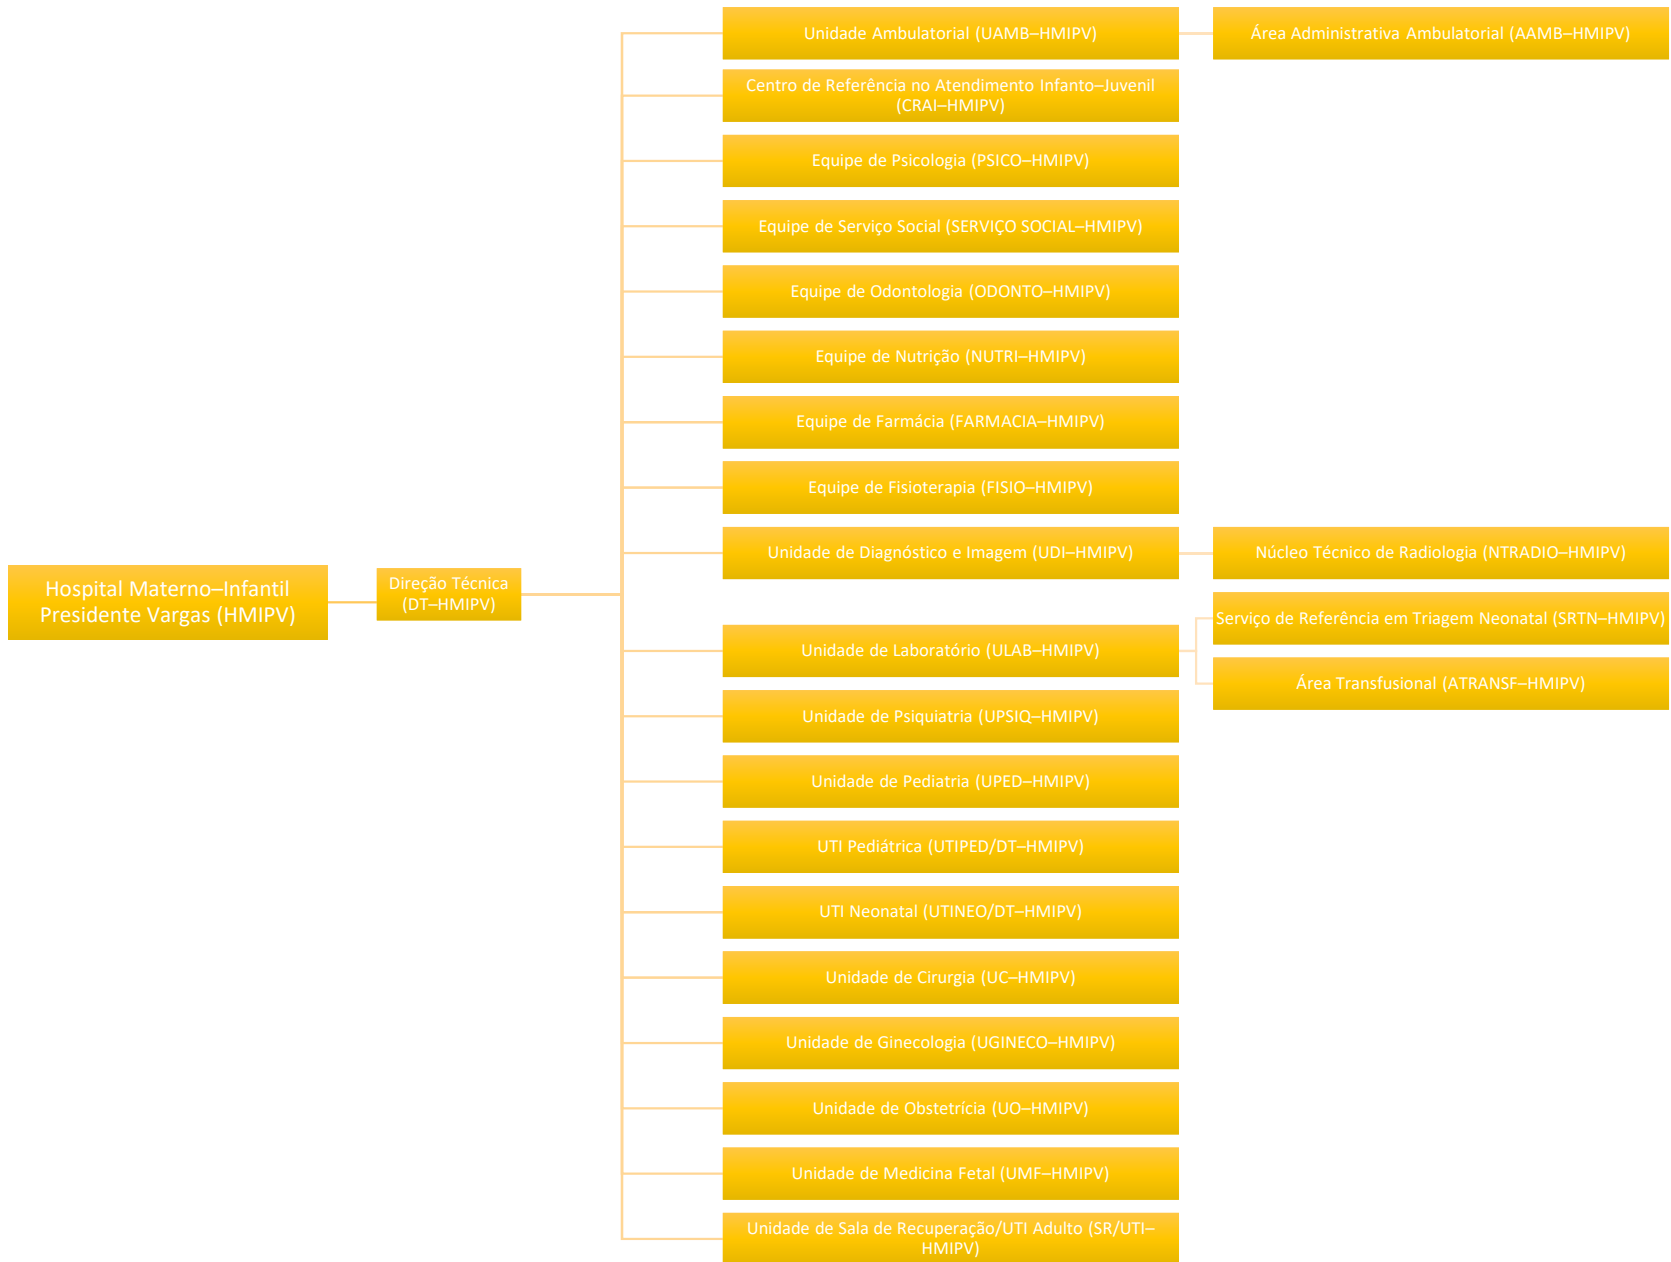 Hospital Materno–Infantil
Presidente Vargas (HMIPV)
Direção Técnica
(DT–HMIPV)
Unidade Ambulatorial (UAMB–HMIPV)
Área Administrativa Ambulatorial (AAMB–HMIPV)
Centro de Referência no Atendimento Infanto–Juvenil
(CRAI–HMIPV)
Equipe de Psicologia (PSICO–HMIPV)
Equipe de Serviço Social (SERVIÇO SOCIAL–HMIPV)
Equipe de Odontologia (ODONTO–HMIPV)
Equipe de Nutrição (NUTRI–HMIPV)
Equipe de Farmácia (FARMACIA–HMIPV)
Equipe de Fisioterapia (FISIO–HMIPV)
Unidade de Diagnóstico e Imagem (UDI–HMIPV)
Núcleo Técnico de Radiologia (NTRADIO–HMIPV)
Unidade de Laboratório (ULAB–HMIPV)
Serviço de Referência em Triagem Neonatal (SRTN–HMIPV)
Área Transfusional (ATRANSF–HMIPV)
Unidade de Psiquiatria (UPSIQ–HMIPV)
Unidade de Pediatria (UPED–HMIPV)
UTI Pediátrica (UTIPED/DT–HMIPV)
UTI Neonatal (UTINEO/DT–HMIPV)
Unidade de Cirurgia (UC–HMIPV)
Unidade de Ginecologia (UGINECO–HMIPV)
Unidade de Obstetrícia (UO–HMIPV)
Unidade de Medicina Fetal (UMF–HMIPV)
Unidade de Sala de Recuperação/UTI Adulto (SR/UTI–
HMIPV)